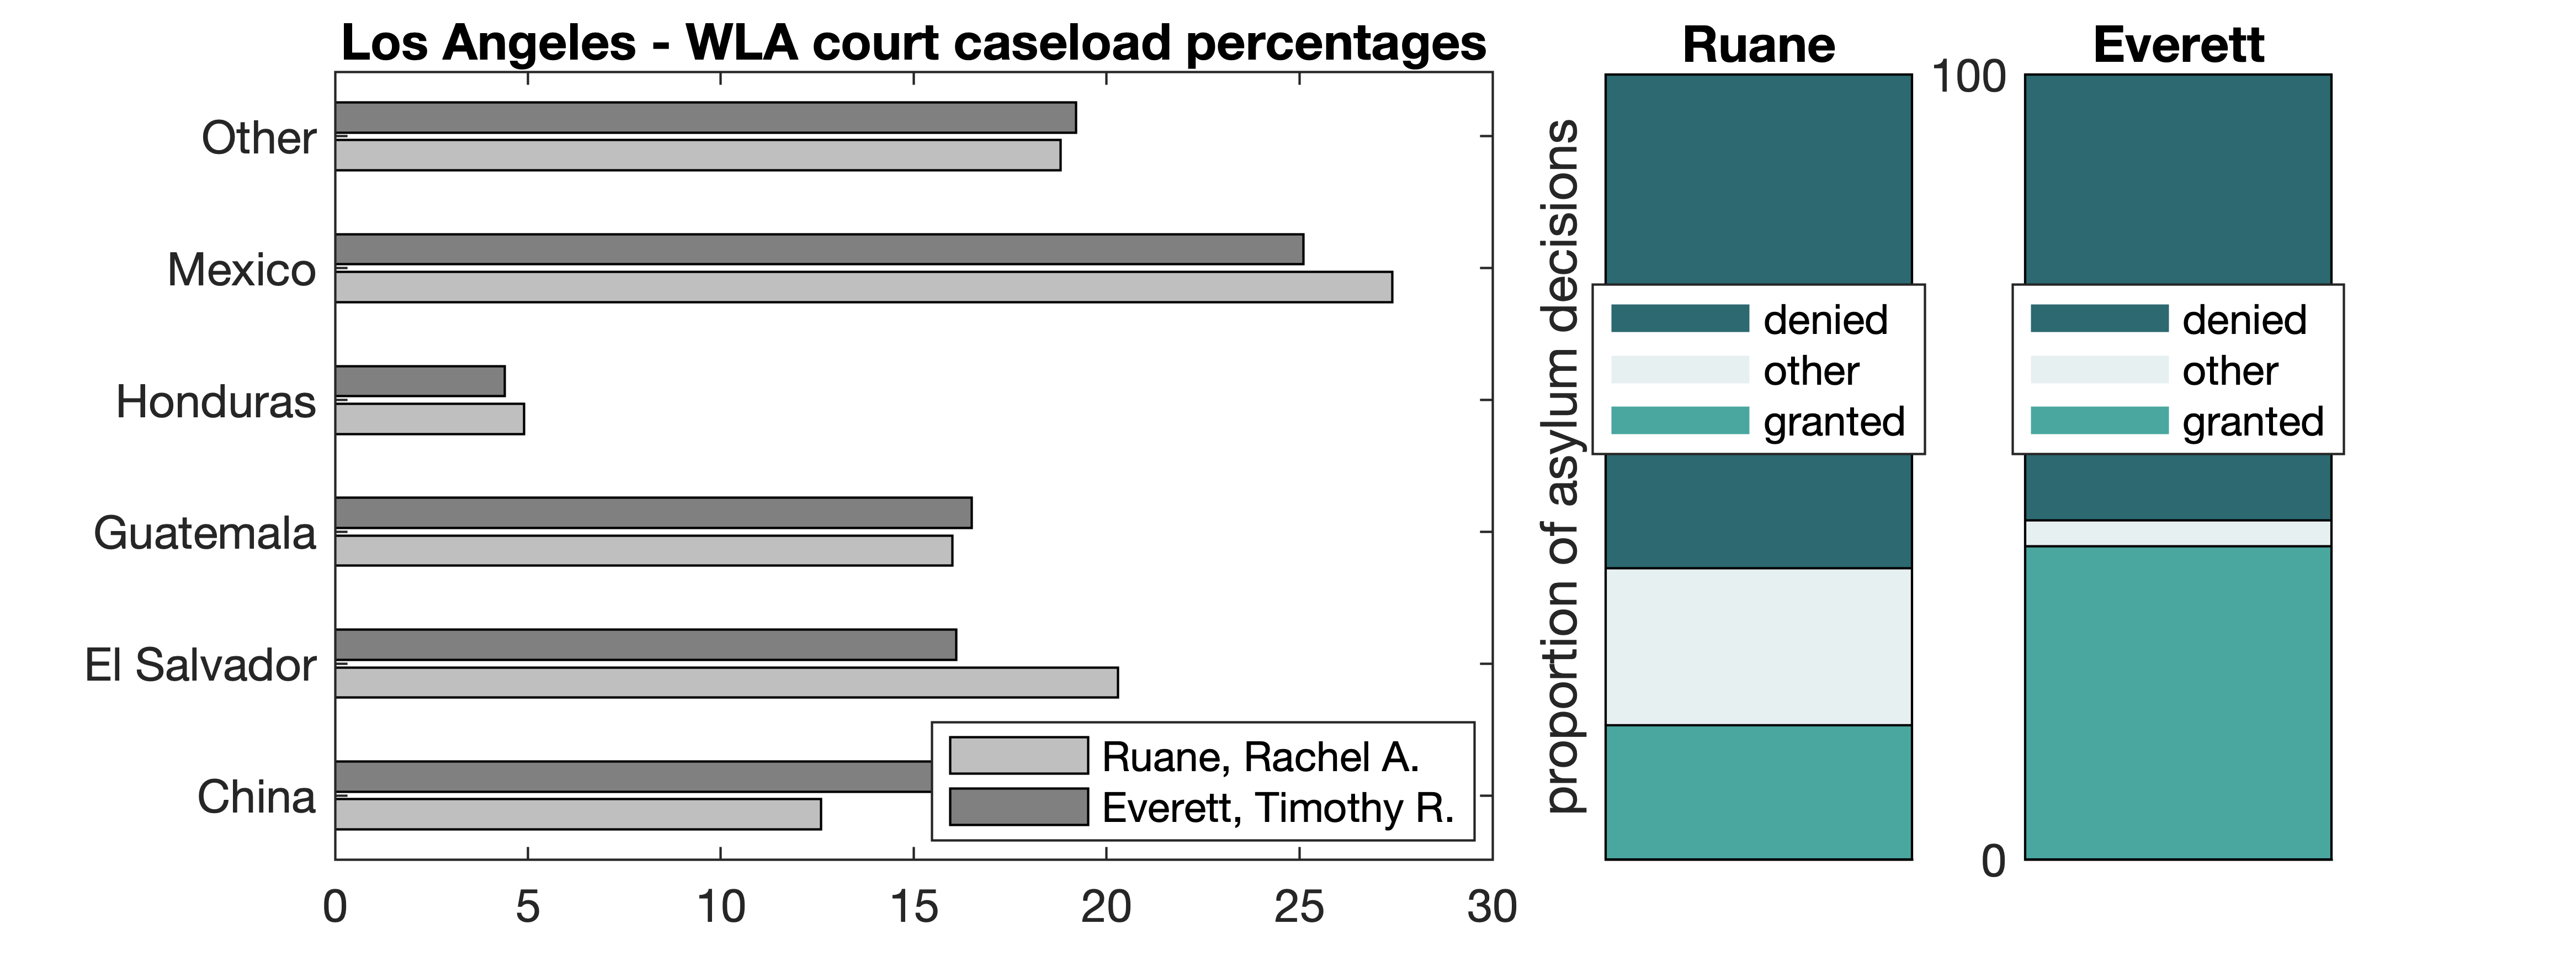 Los Angeles - WLA court caseload percentages
Other
Mexico
Honduras
Guatemala
El Salvador
China
Ruane, Rachel A.
Everett, Timothy R.
0 5 10 15 20 25 30
proportion of asylum decisions
Ruane
denied
other
granted
100
0
Everett
denied
other
granted